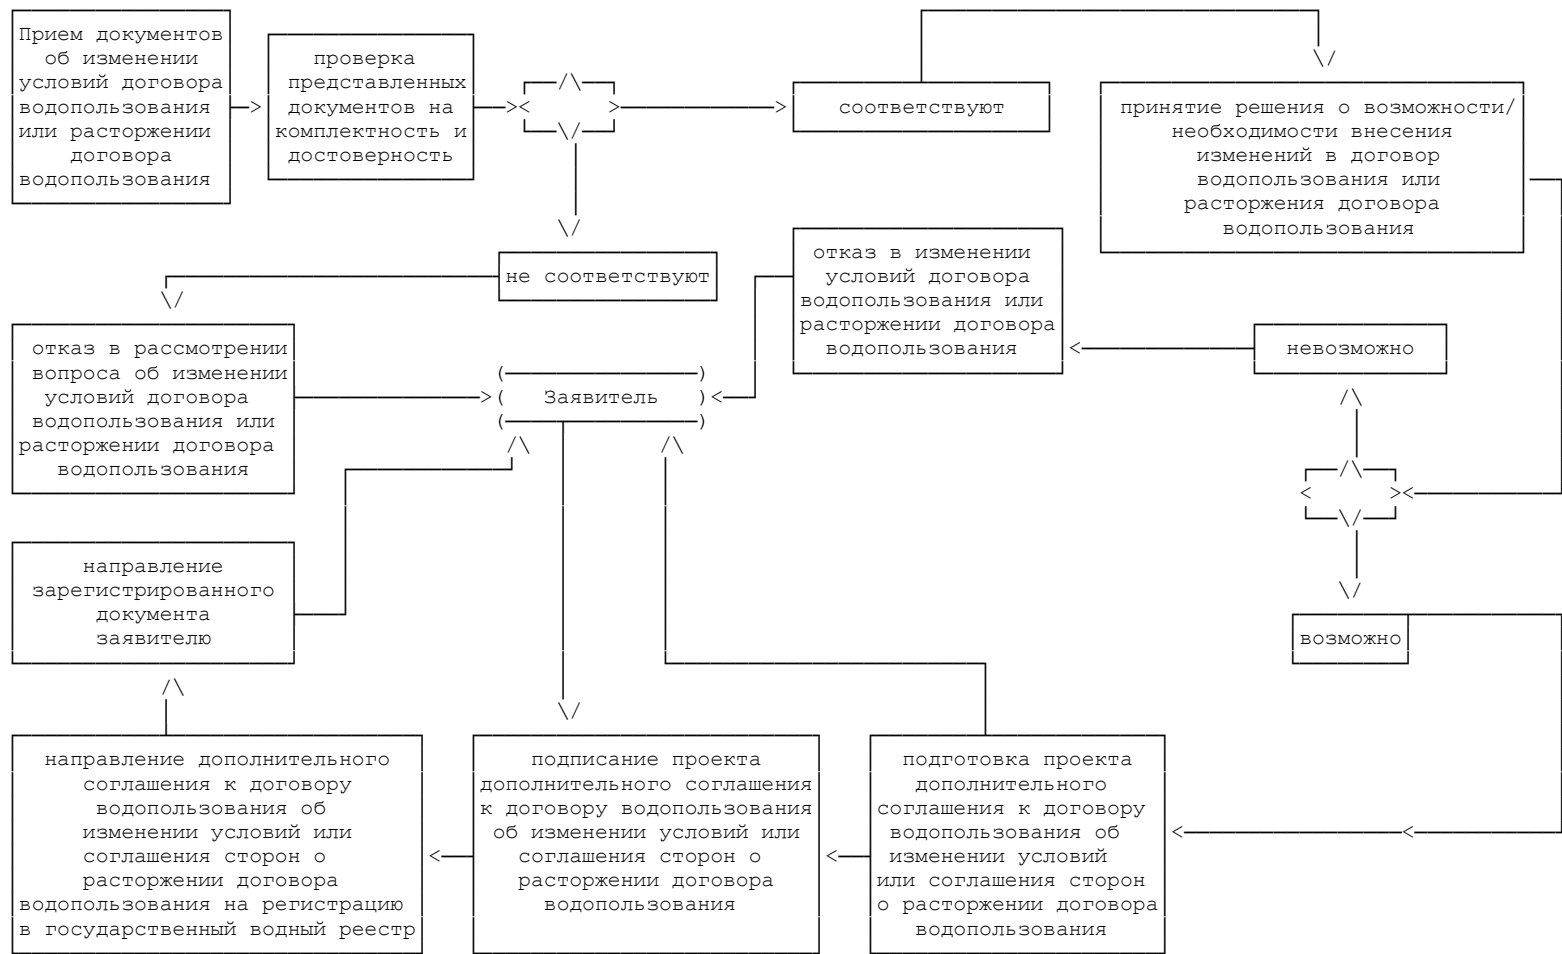 Прием документов
об изменении
условий договора
водопользования
или расторжении
договора
водопользования
проверка
представленных
документов на
комплектность и
достоверность
соответствуют
принятие решения о возможности/
необходимости внесения
изменений в договор
водопользования или
расторжения договора
водопользования
не соответствуют
отказ в изменении
условий договора
водопользования или
расторжении договора
водопользования
невозможно
отказ в рассмотрении
вопроса об изменении
условий договора
водопользования или
расторжении договора
водопользования
Заявитель
направление
зарегистрированного
документа
заявителю
возможно
направление дополнительного
соглашения к договору
водопользования об
изменении условий или
соглашения сторон о
расторжении договора
водопользования на регистрацию
в государственный водный реестр
подписание проекта
дополнительного соглашения
к договору водопользования
об изменении условий или
соглашения сторон о
расторжении договора
водопользования
подготовка проекта
дополнительного
соглашения к договору
водопользования об
изменении условий
или соглашения сторон
о расторжении договора
водопользования